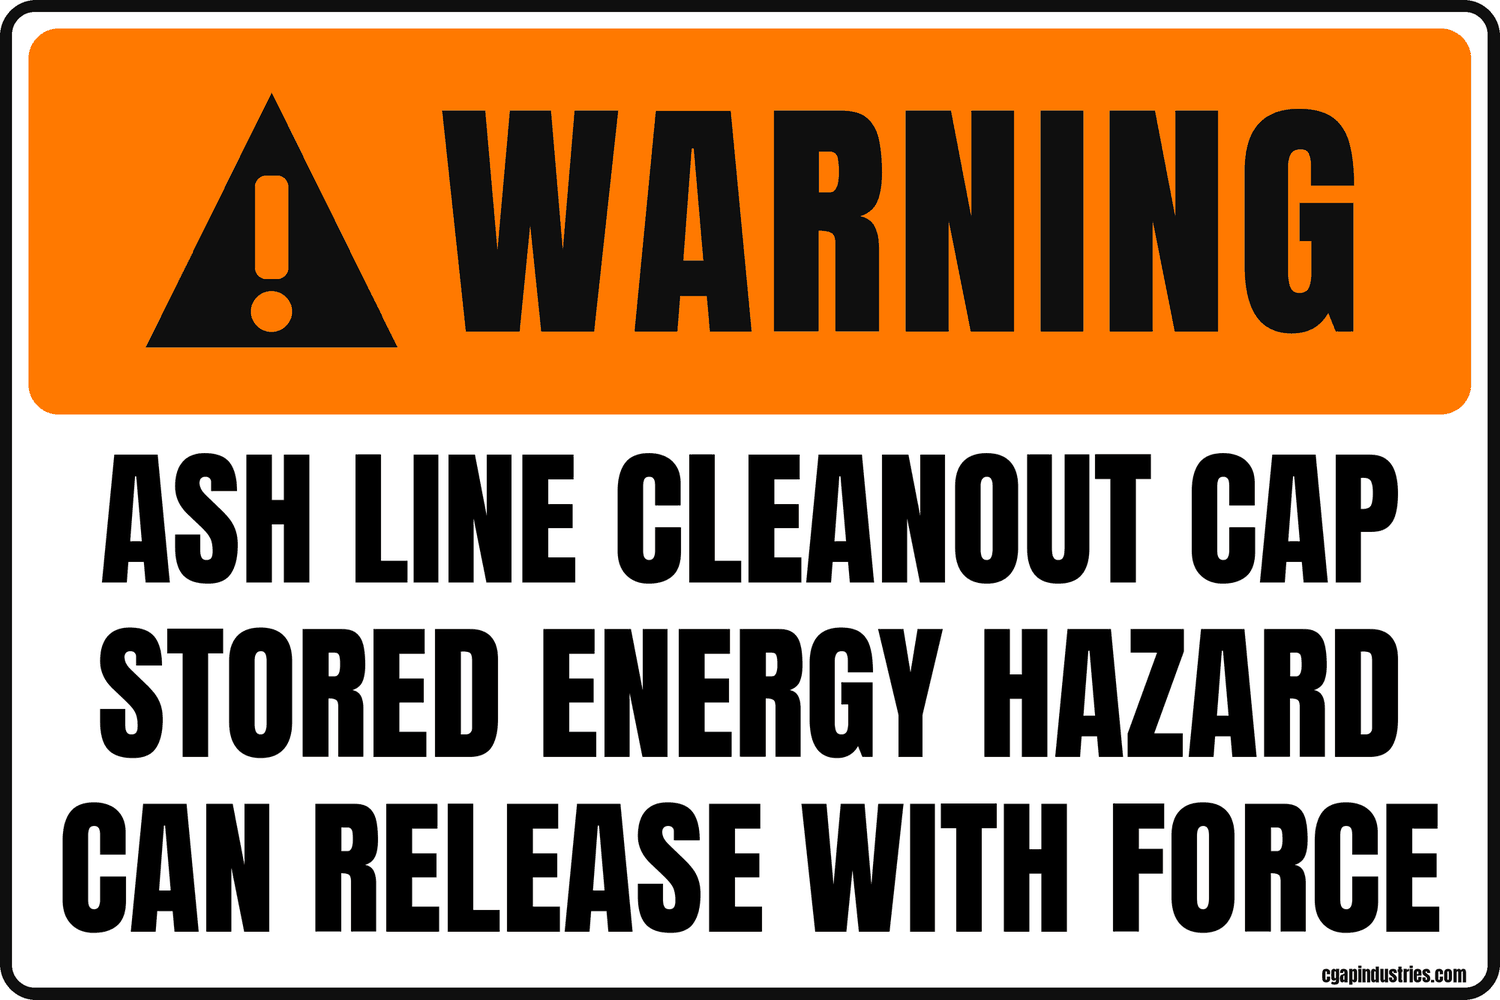 WARNING
ASH LINE CLEANOUT CAP
STORED ENERGY HAZARD
CAN RELEASE WITH FORCE
cgapindustries.com